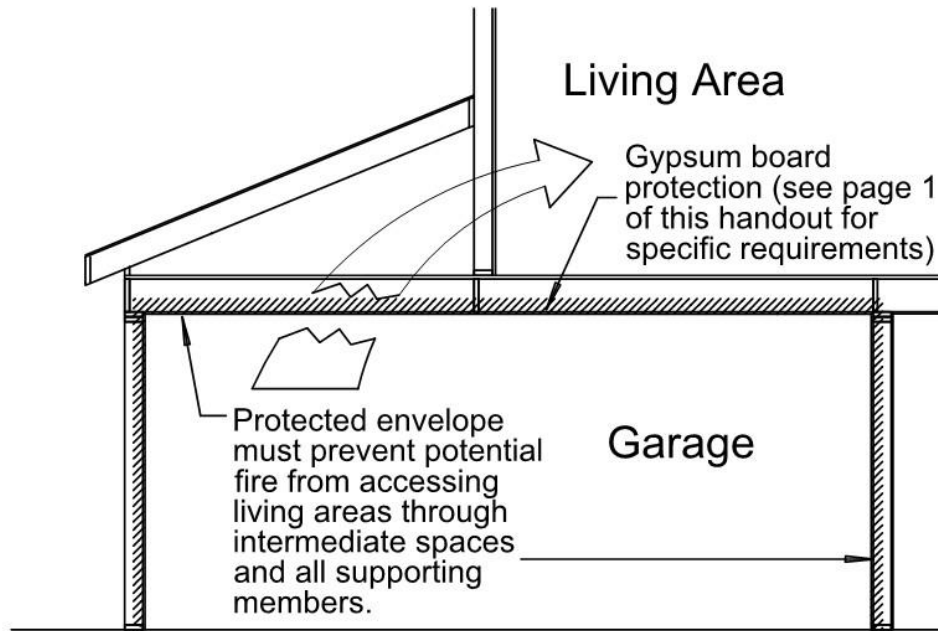 Living Area
Gypsum board
protection (see page 1
of this handout for
specific requirements)
Protected envelope
must prevent potential
fire from accessing
living areas through
intermediate spaces
and all supporting
members.
Garage